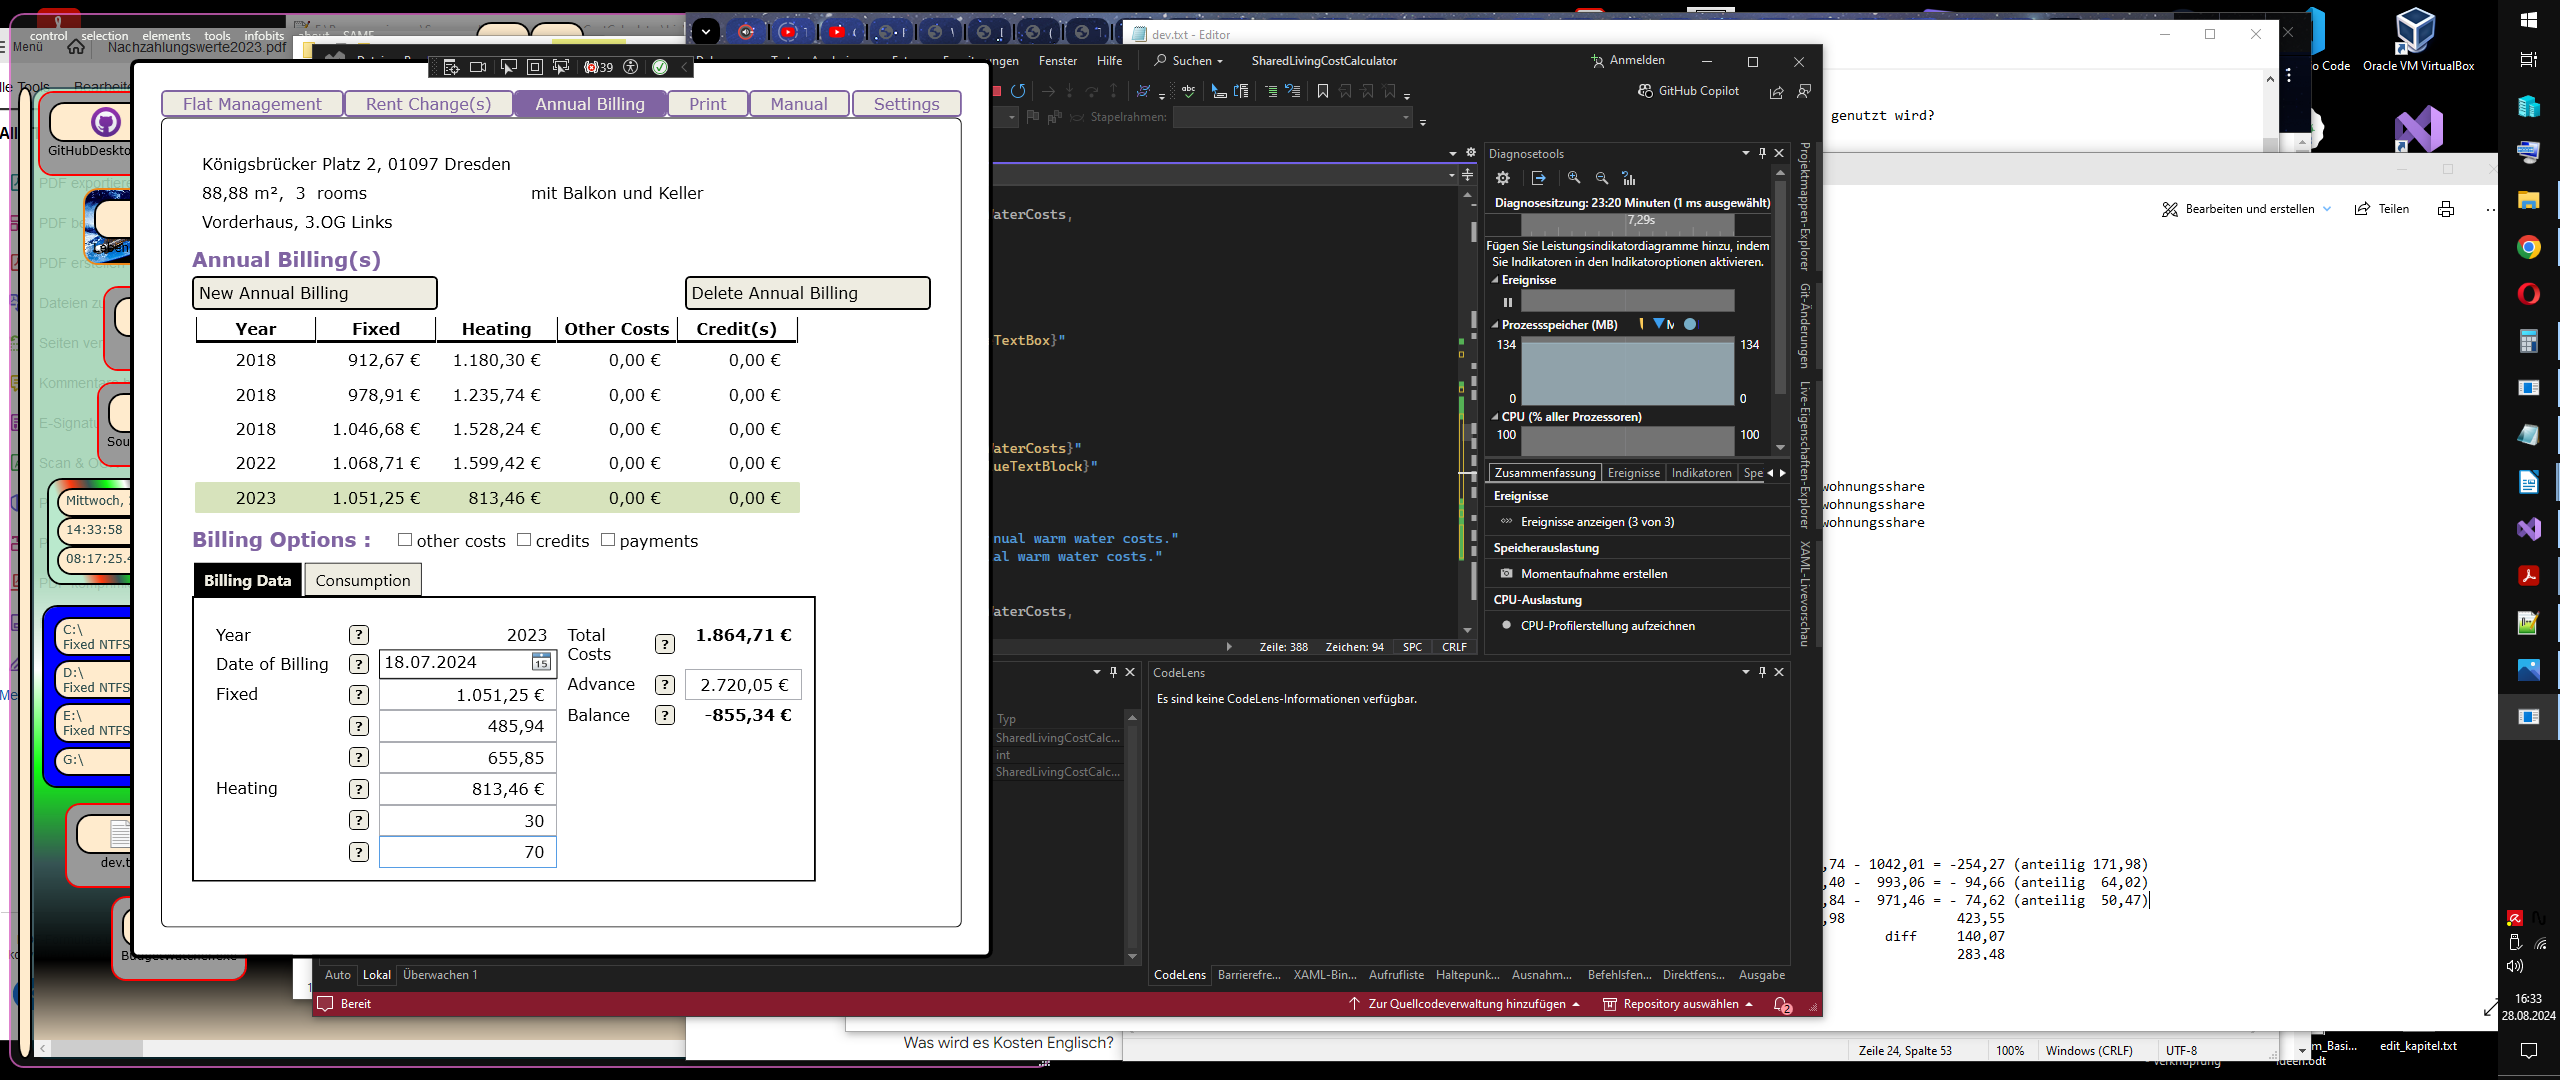 control selection elements tools infobits about SAME
Menü
Nachzahlungswerte2023.pdf
GitHubDeskto
Mittwoch,
14:33:58
08:17:25.4
C:\
Fixed NTFS
D:\
Fixed NTFS
E:\
Fixed NTFS
G:\
dev.t
39
Flat Management
Rent Change(s)
Annual Billing
Print
Manual
Settings
Königsbrücker Platz 2, 01097 Dresden
88,88 m², 3 rooms
mit Balkon und Keller
Vorderhaus, 3.OG Links
Annual Billing(s)
New Annual Billing
Delete Annual Billing
Year Fixed Heating Other Costs Credit(s)
2018 912,67 € 1.180,30 € 0,00 € 0,00 €
2018 978,91 € 1.235,74 € 0,00 € 0,00 €
2018 1.046,68 € 1.528,24 € 0,00 € 0,00 €
2022 1.068,71 € 1.599,42 € 0,00 € 0,00 €
2023 1.051,25 € 813,46 € 0,00 € 0,00 €
Billing Options : other costs credits payments
Billing Data
Consumption
Year ? 2023
Date of Billing ? 18.07.2024 15
Fixed ? 1.051,25 €
? 485,94
? 655,85
Heating ? 813,46 €
? 30
? 70
Total Costs ? 1.864,71 €
Advance ? 2.720,05 €
Balance ? -855,34 €
Fenster Hilfe Suchen SharedLivingCostCalculator Anmelden
GitHub Copilot
Stapelrahmen:
aterCosts,
TextBox}"
aterCosts}"
ueTextBlock}"
nual warm water costs."
al warm water costs."
aterCosts,
Zeile: 388 Zeichen: 94 SPC CRLF
Diagnosetools
Diagnosesitzung: 23:20 Minuten (1 ms ausgewählt)
7,29s
Fügen Sie Leistungsindikatordiagramme hinzu, indem
Sie Indikatoren in den Indikatoroptionen aktivieren.
Ereignisse
Prozessspeicher (MB)
134 134
0 0
CPU (% aller Prozessoren)
100 100
Zusammenfassung Ereignisse Indikatoren Spe
Ereignisse
Ereignisse anzeigen (3 von 3)
Speicherauslastung
Momentaufnahme erstellen
CPU-Auslastung
CPU-Profilerstellung aufzeichnen
Projektmappen-Explorer
Git-Änderungen
Live-Eigenschaften-Explorer
XAML-Livevorschau
Typ
SharedLivingCostCalc...
int
SharedLivingCostCalc...
CodeLens
Es sind keine CodeLens-Informationen verfügbar.
Auto Lokal Überwachen 1
CodeLens Barrierefre... XAML-Bin... Aufrufliste Haltepunk... Ausnahm... Befehlsfen... Direktfens... Ausgabe
Bereit
Zur Quellcodeverwaltung hinzufügen Repository auswählen 2
Was wird es Kosten Englisch?
dev.txt - Editor
genutzt wird?
Bearbeiten und erstellen Teilen
wohnungsshare
wohnungsshare
wohnungsshare
,74 - 1042,01 = -254,27 (anteilig 171,98)
,40 - 993,06 = - 94,66 (anteilig 64,02)
,84 - 971,46 = - 74,62 (anteilig 50,47)
,98 423,55
diff 140,07
283,48
Zeile 24, Spalte 53 100% Windows (CRLF) UTF-8
o Code
Oracle VM VirtualBox
m_Basi...
edit_kapitel.txt
ideen.odt
16:33
28.08.2024